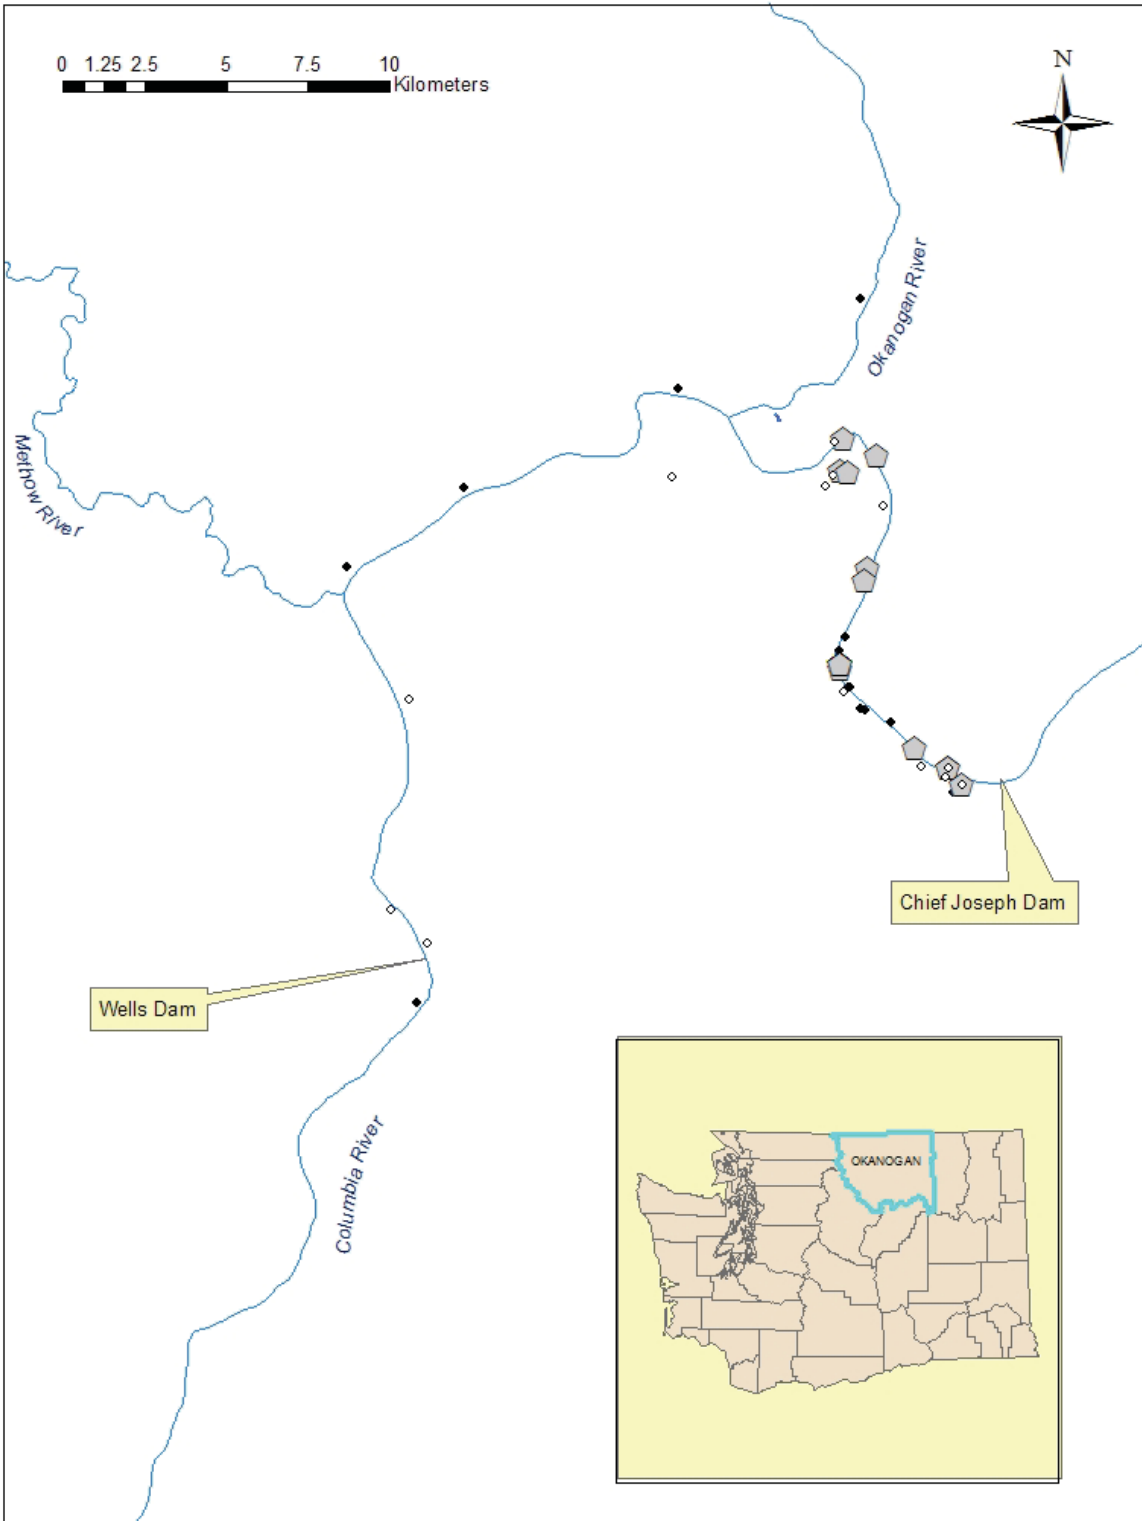 0 1.25 2.5 5 7.5 10
Kilometers
N
Okanogan River
Methow River
Chief Joseph Dam
Wells Dam
Columbia River
OKANOGAN